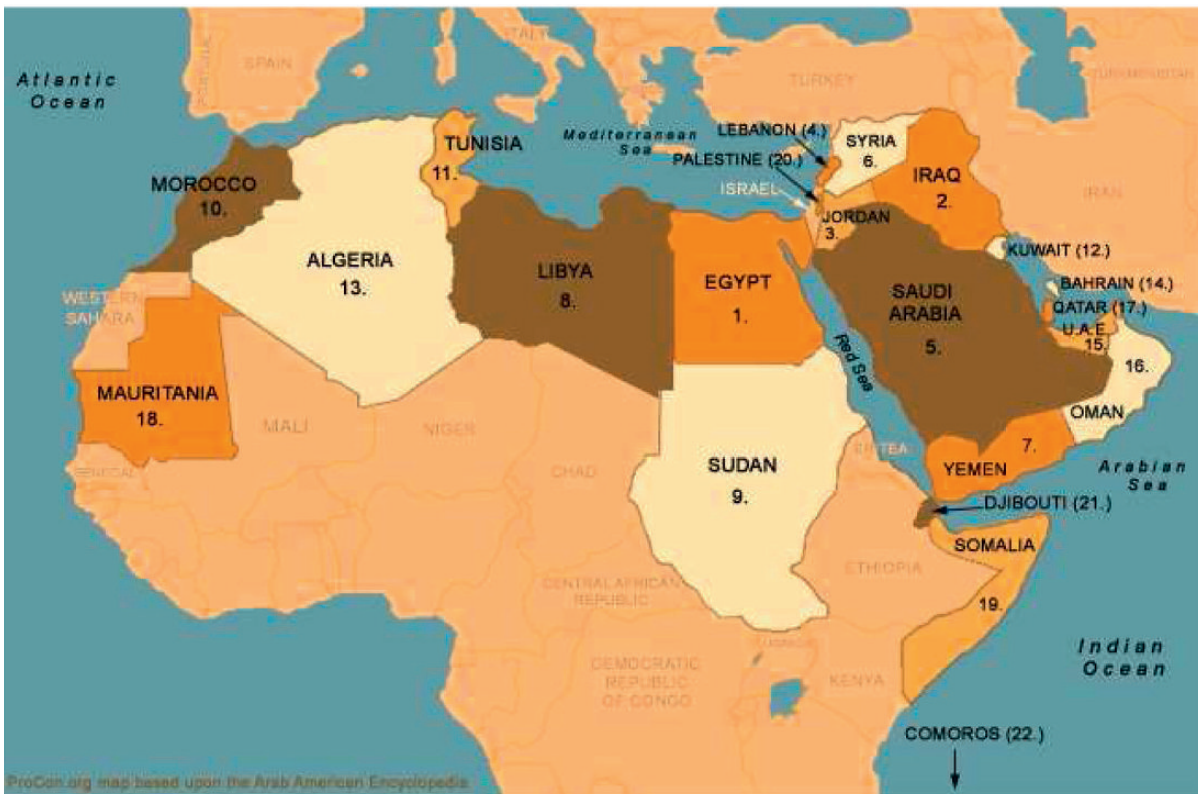 ITALY
SPAIN
PORTUGAL
Atlantic
Ocean
TURKEY
TURKMENISTAN
Mediterranean
Sea
LEBANON (4.)
SYRIA
6.
TUNISIA
11.
PALESTINE (20.)
IRAQ
2.
IRAN
MOROCCO
10.
ISRAEL
JORDAN
3.
KUWAIT (12.)
ALGERIA
13.
LIBYA
8.
EGYPT
1.
SAUDI
ARABIA
5.
BAHRAIN (14.)
QATAR (17.)
U.A.E.
15.
WESTERN
SAHARA
Red Sea
16.
OMAN
MAURITANIA
18.
MALI
NIGER
CHAD
SUDAN
9.
ERITREA
7.
YEMEN
Arabian
Sea
SENEGAL
DJIBOUTI (21.)
SOMALIA
19.
ETHIOPIA
CENTRAL AFRICAN
REPUBLIC
DEMOCRATIC
REPUBLIC
OF CONGO
KENYA
Indian
Ocean
COMOROS (22.)
ProCon.org map based upon the Arab American Encyclopedia